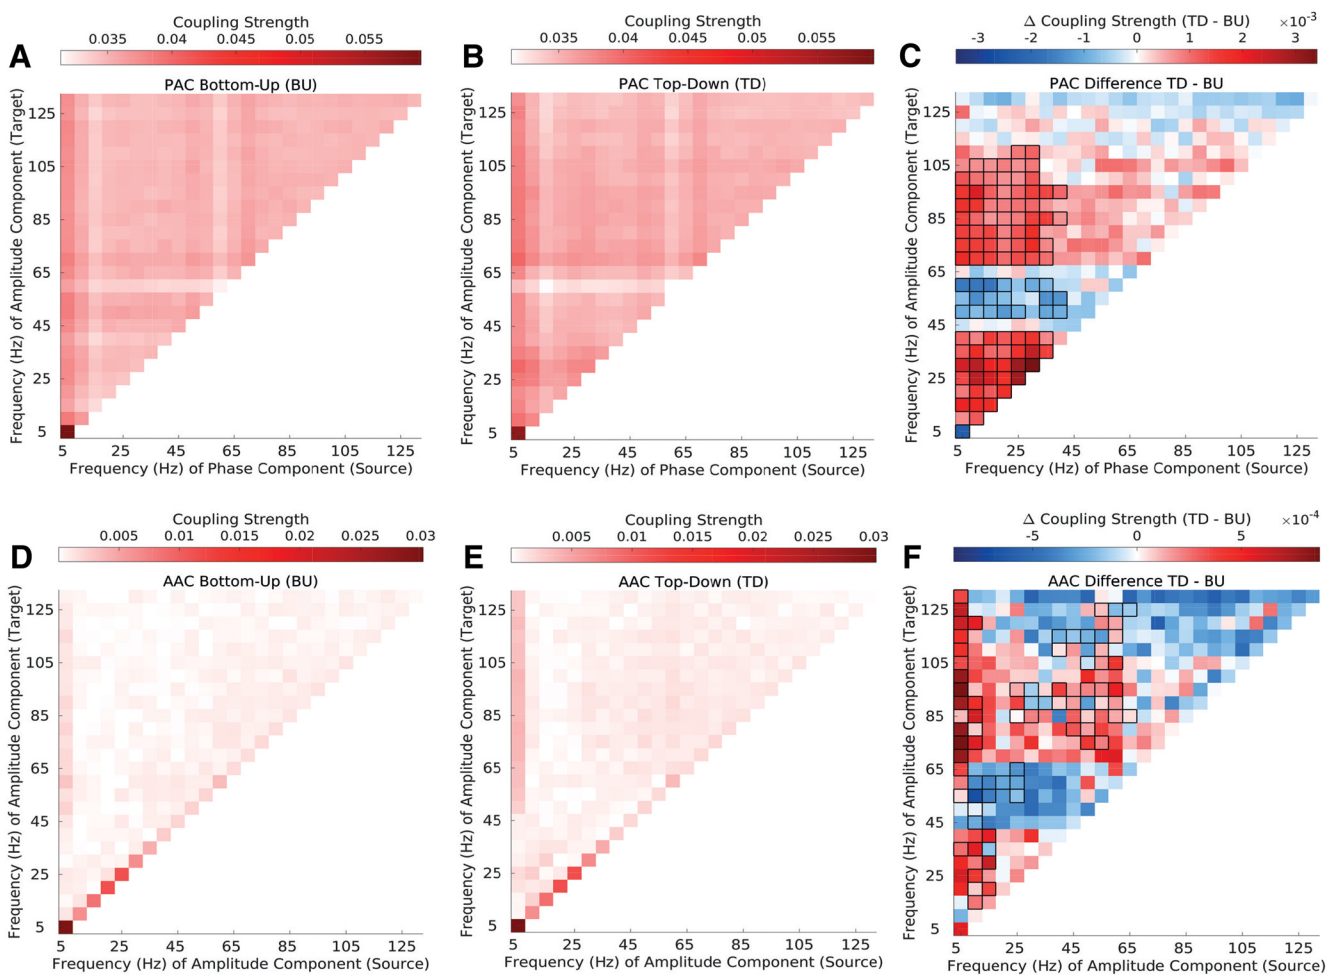 A
Coupling Strength
0.035 0.04 0.045 0.05 0.055
PAC Bottom-Up (BU)
Frequency (Hz) of Amplitude Component (Target)
125
105
85
65
45
25
5
5 25 45 65 85 105 125
Frequency (Hz) of Phase Component (Source)
B
Coupling Strength
0.035 0.04 0.045 0.05 0.055
PAC Top-Down (TD)
Frequency (Hz) of Amplitude Component (Target)
125
105
85
65
45
25
5
5 25 45 65 85 105 125
Frequency (Hz) of Phase Component (Source)
C
Δ Coupling Strength (TD - BU) ×10⁻³
-3 -2 -1 0 1 2 3
PAC Difference TD - BU
Frequency (Hz) of Amplitude Component (Target)
125
105
85
65
45
25
5
5 25 45 65 85 105 125
Frequency (Hz) of Phase Component (Source)
D
Coupling Strength
0.005 0.01 0.015 0.02 0.025 0.03
AAC Bottom-Up (BU)
Frequency (Hz) of Amplitude Component (Target)
125
105
85
65
45
25
5
5 25 45 65 85 105 125
Frequency (Hz) of Amplitude Component (Source)
E
Coupling Strength
0.005 0.01 0.015 0.02 0.025 0.03
AAC Top-Down (TD)
Frequency (Hz) of Amplitude Component (Target)
125
105
85
65
45
25
5
5 25 45 65 85 105 125
Frequency (Hz) of Amplitude Component (Source)
F
Δ Coupling Strength (TD - BU) ×10⁻⁴
-5 0 5
AAC Difference TD - BU
Frequency (Hz) of Amplitude Component (Target)
125
105
85
65
45
25
5
5 25 45 65 85 105 125
Frequency (Hz) of Amplitude Component (Source)